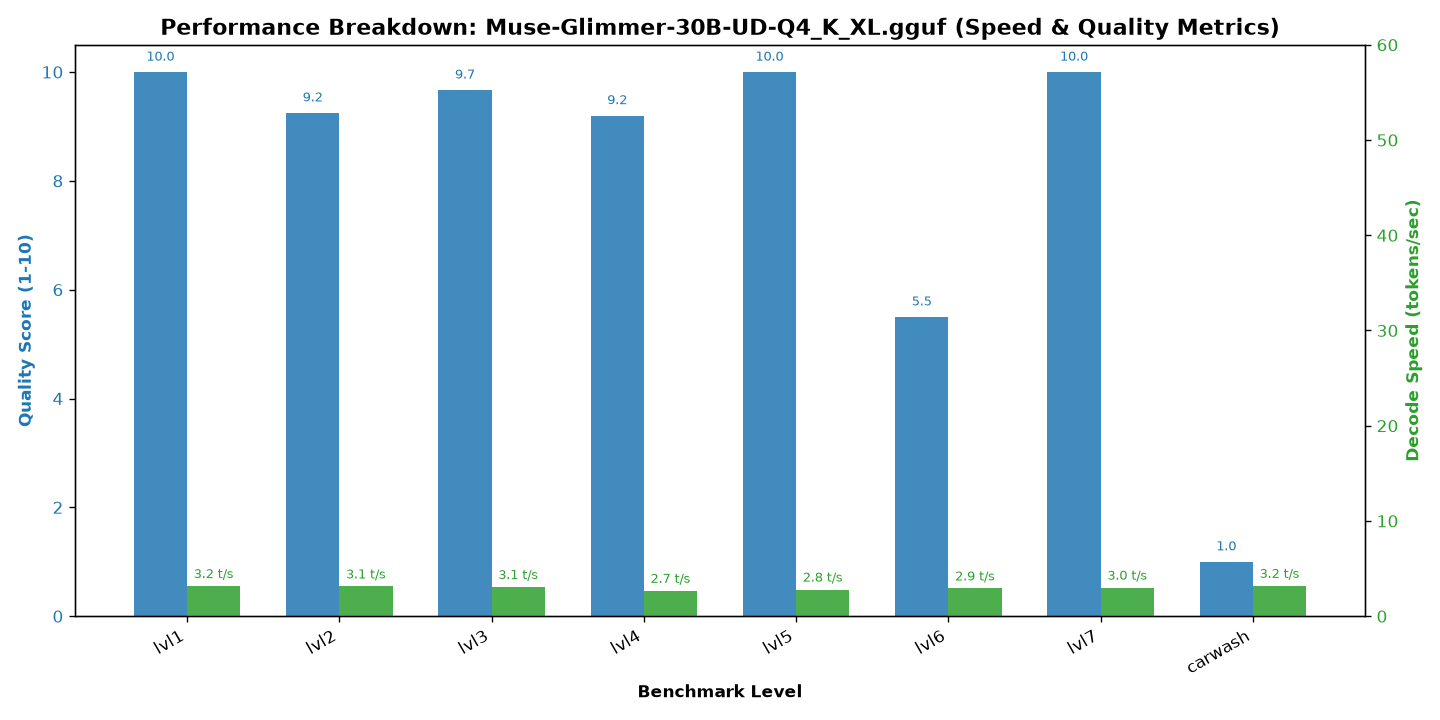 Performance Breakdown: Muse-Glimmer-30B-UD-Q4_K_XL.gguf (Speed & Quality Metrics)
Quality Score (1-10)
10
8
6
4
2
0
10.0
9.2
9.7
9.2
10.0
5.5
10.0
1.0
3.2 t/s
3.1 t/s
3.1 t/s
2.7 t/s
2.8 t/s
2.9 t/s
3.0 t/s
3.2 t/s
60
50
40
30
20
10
0
Decode Speed (tokens/sec)
lvl1
lvl2
lvl3
lvl4
lvl5
lvl6
lvl7
carwash
Benchmark Level